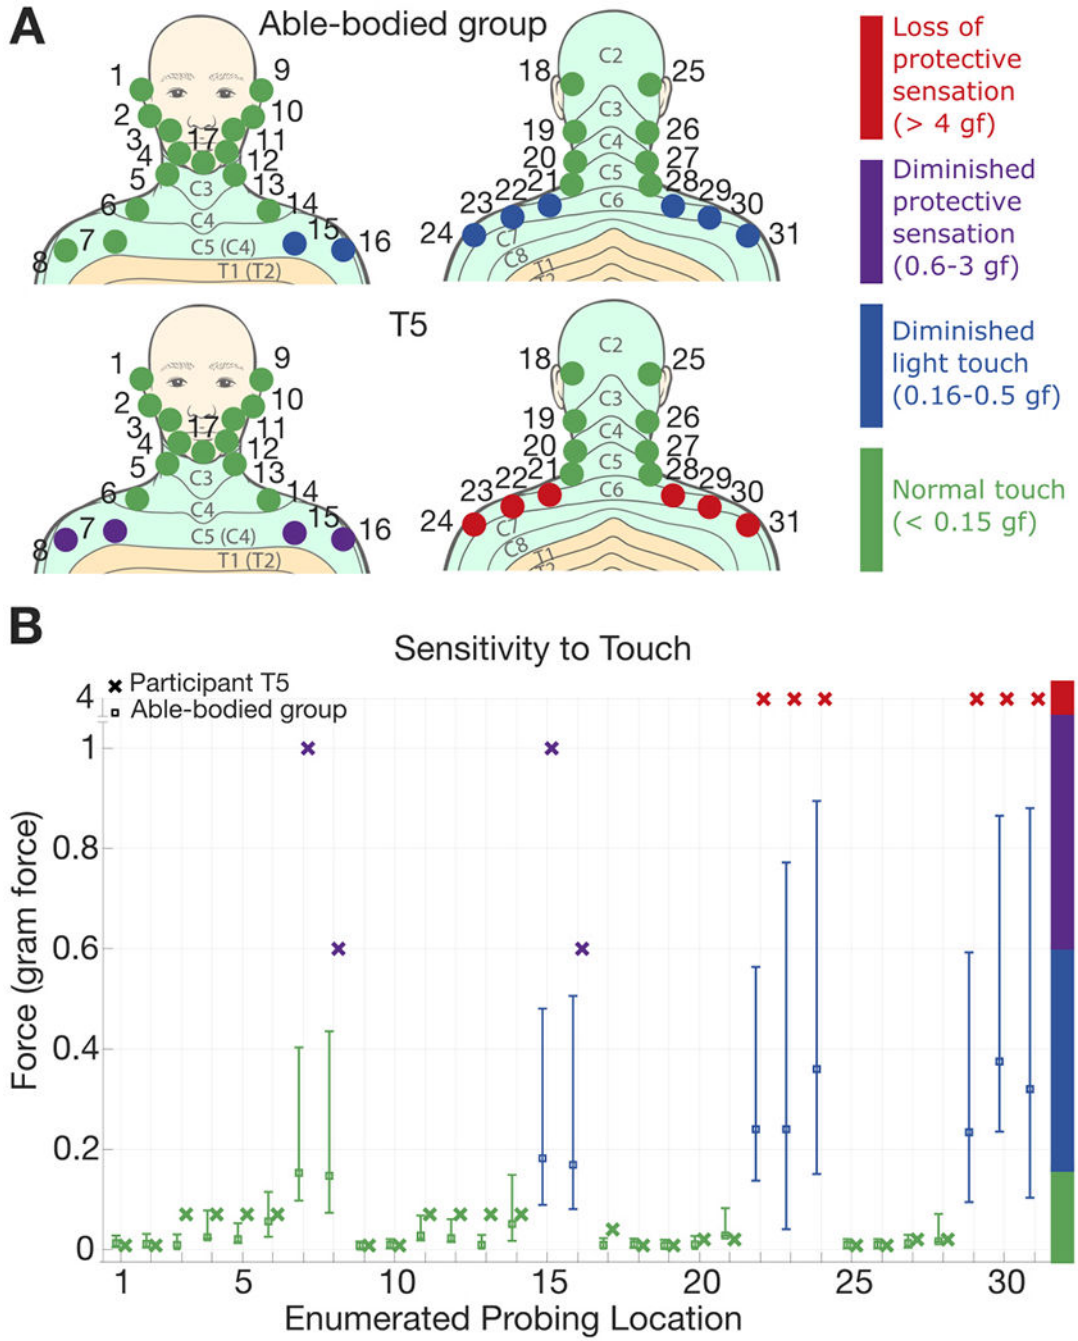 A
Able-bodied group
1
2
3
4
5
6
7
8
9
10
11
12
13
14
15
16
17
C3
C4
C5 (C4)
T1 (T2)
18
19
20
21
22
23
24
25
26
27
28
29
30
31
C2
C3
C4
C5
C6
C7
C8
T1
Loss of
protective
sensation
(> 4 gf)
Diminished
protective
sensation
(0.6-3 gf)
Diminished
light touch
(0.16-0.5 gf)
Normal touch
(< 0.15 gf)
T5
1
2
3
4
5
6
7
8
9
10
11
12
13
14
15
16
17
C3
C4
C5 (C4)
T1 (T2)
18
19
20
21
22
23
24
25
26
27
28
29
30
31
C2
C3
C4
C5
C6
C7
C8
T1
B
Sensitivity to Touch
Participant T5
Able-bodied group
4
1
0.8
0.6
0.4
0.2
0
Force (gram force)
1 5 10 15 20 25 30
Enumerated Probing Location